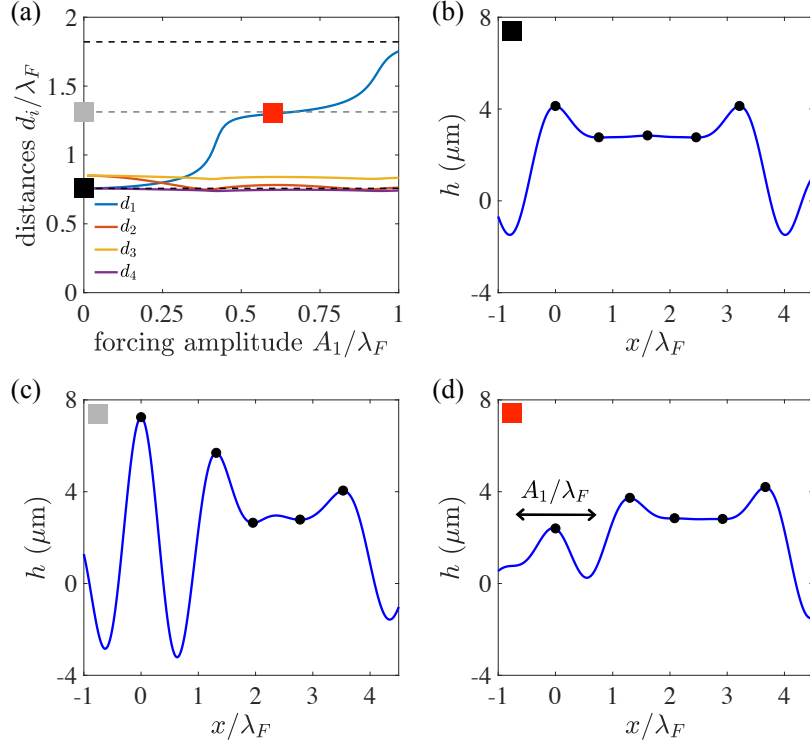 (a)
2
1.5
1
0.5
0
distances d_i/λ_F
d_1
d_2
d_3
d_4
0 0.25 0.5 0.75 1
forcing amplitude A_1/λ_F
(b)
8
4
0
-4
h (μm)
-1 0 1 2 3 4
x/λ_F
(c)
8
4
0
-4
h (μm)
-1 0 1 2 3 4
x/λ_F
(d)
8
4
0
-4
h (μm)
A_1/λ_F
-1 0 1 2 3 4
x/λ_F